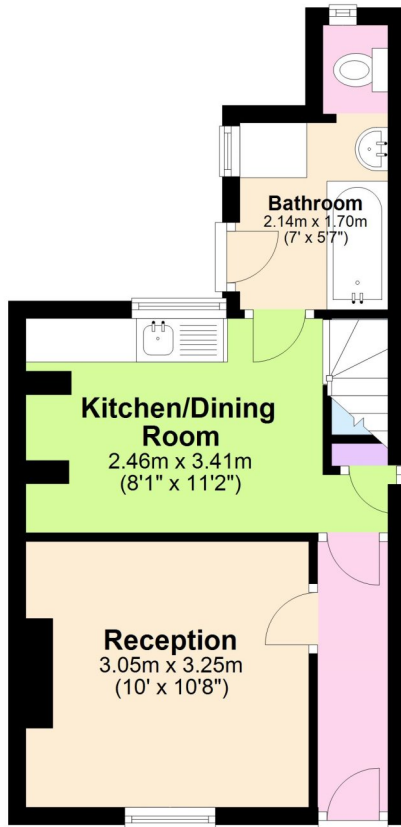 Bathroom
2.14m x 1.70m
(7' x 5'7")
Kitchen/Dining
Room
2.46m x 3.41m
(8'1" x 11'2")
Reception
3.05m x 3.25m
(10' x 10'8")